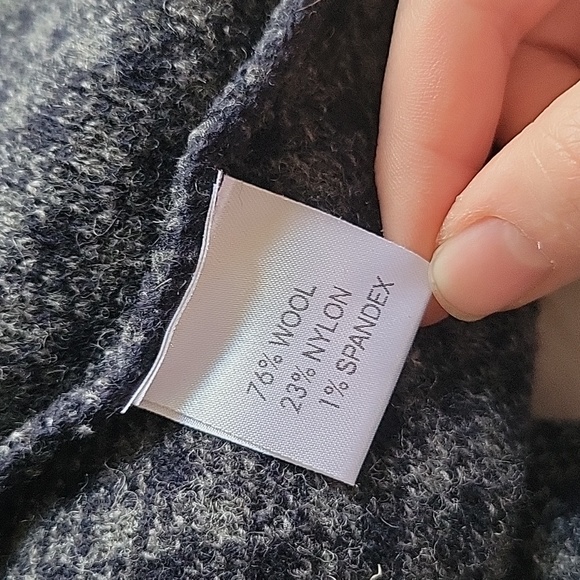 76% WOOL
23% NYLON
1% SPANDEX